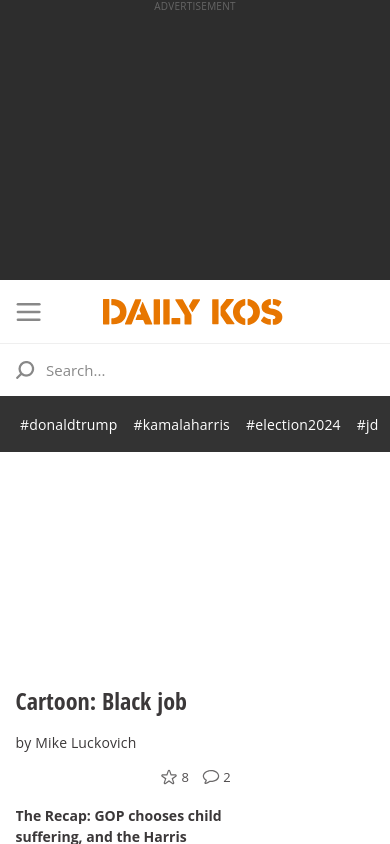 ADVERTISEMENT
DAILY KOS
Search...
#donaldtrump #kamalaharris #election2024 #jd
Cartoon: Black job
by Mike Luckovich
8 2
The Recap: GOP chooses child
suffering, and the Harris